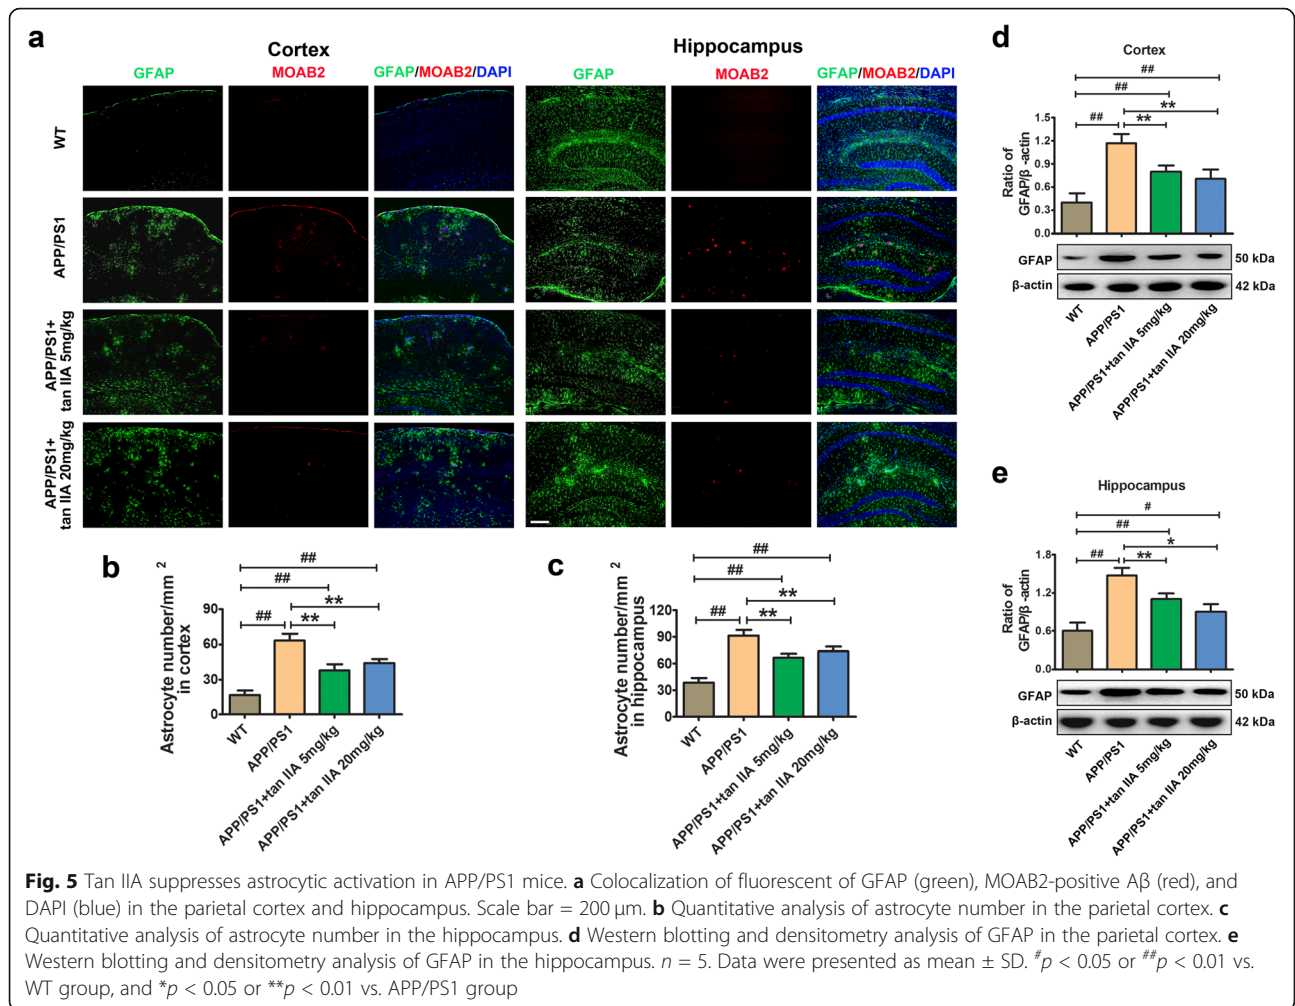 a
Cortex
Hippocampus
GFAP
MOAB2
GFAP/MOAB2/DAPI
GFAP
MOAB2
GFAP/MOAB2/DAPI
WT
APP/PS1
APP/PS1+
tan IIA 5mg/kg
APP/PS1+
tan IIA 20mg/kg
b
Astrocyte number/mm 2
in cortex
90
60
30
0
##
##
##
**
**
WT
APP/PS1
APP/PS1+tan IIA 5mg/kg
APP/PS1+tan IIA 20mg/kg
c
Astrocyte number/mm 2
in hippocampus
120
90
60
30
0
##
##
##
**
**
WT
APP/PS1
APP/PS1+tan IIA 5mg/kg
APP/PS1+tan IIA 20mg/kg
d
Cortex
Ratio of
GFAP/β -actin
1.5
1.2
0.9
0.6
0.3
0.0
##
##
**
##
**
GFAP
50 kDa
β-actin
42 kDa
WT
APP/PS1
APP/PS1+tan IIA 5mg/kg
APP/PS1+tan IIA 20mg/kg
e
Hippocampus
Ratio of
GFAP/β -actin
1.8
1.2
0.6
0.0
#
##
*
##
**
GFAP
50 kDa
β-actin
42 kDa
WT
APP/PS1
APP/PS1+tan IIA 5mg/kg
APP/PS1+tan IIA 20mg/kg
Fig. 5 Tan IIA suppresses astrocytic activation in APP/PS1 mice. a Colocalization of fluorescent of GFAP (green), MOAB2-positive Aβ (red), and
DAPI (blue) in the parietal cortex and hippocampus. Scale bar = 200 μm. b Quantitative analysis of astrocyte number in the parietal cortex. c
Quantitative analysis of astrocyte number in the hippocampus. d Western blotting and densitometry analysis of GFAP in the parietal cortex. e
Western blotting and densitometry analysis of GFAP in the hippocampus. n = 5. Data were presented as mean ± SD. #p < 0.05 or ##p < 0.01 vs.
WT group, and *p < 0.05 or **p < 0.01 vs. APP/PS1 group